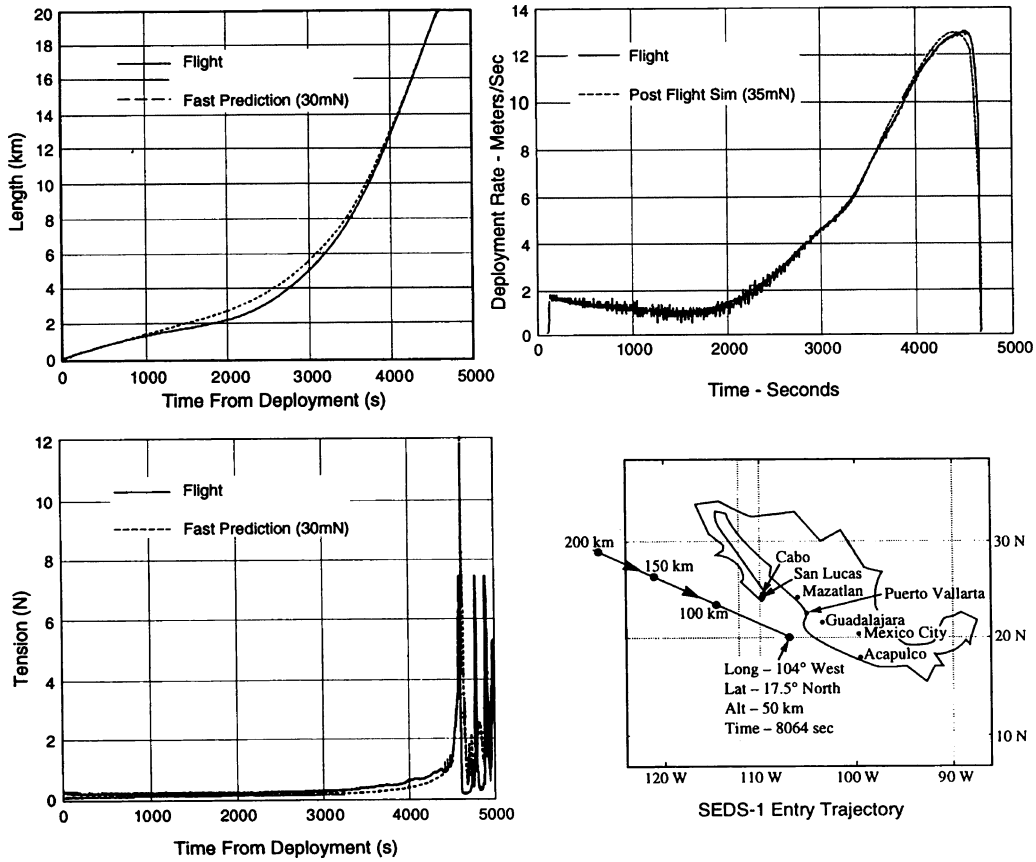 20
18
16
14
12
10
8
6
4
2
0
Length (km)
Flight
Fast Prediction (30mN)
0 1000 2000 3000 4000 5000
Time From Deployment (s)
14
12
10
8
6
4
2
0
Deployment Rate - Meters/Sec
Flight
Post Flight Sim (35mN)
0 1000 2000 3000 4000 5000
Time - Seconds
12
10
8
6
4
2
0
Tension (N)
Flight
Fast Prediction (30mN)
0 1000 2000 3000 4000 5000
Time From Deployment (s)
200 km
150 km
100 km
Cabo
San Lucas
Mazatlan
Puerto Vallarta
Guadalajara
Mexico City
Acapulco
Long – 104° West
Lat – 17.5° North
Alt – 50 km
Time – 8064 sec
30 N
20 N
10 N
120 W 110 W 100 W 90 W
SEDS-1 Entry Trajectory